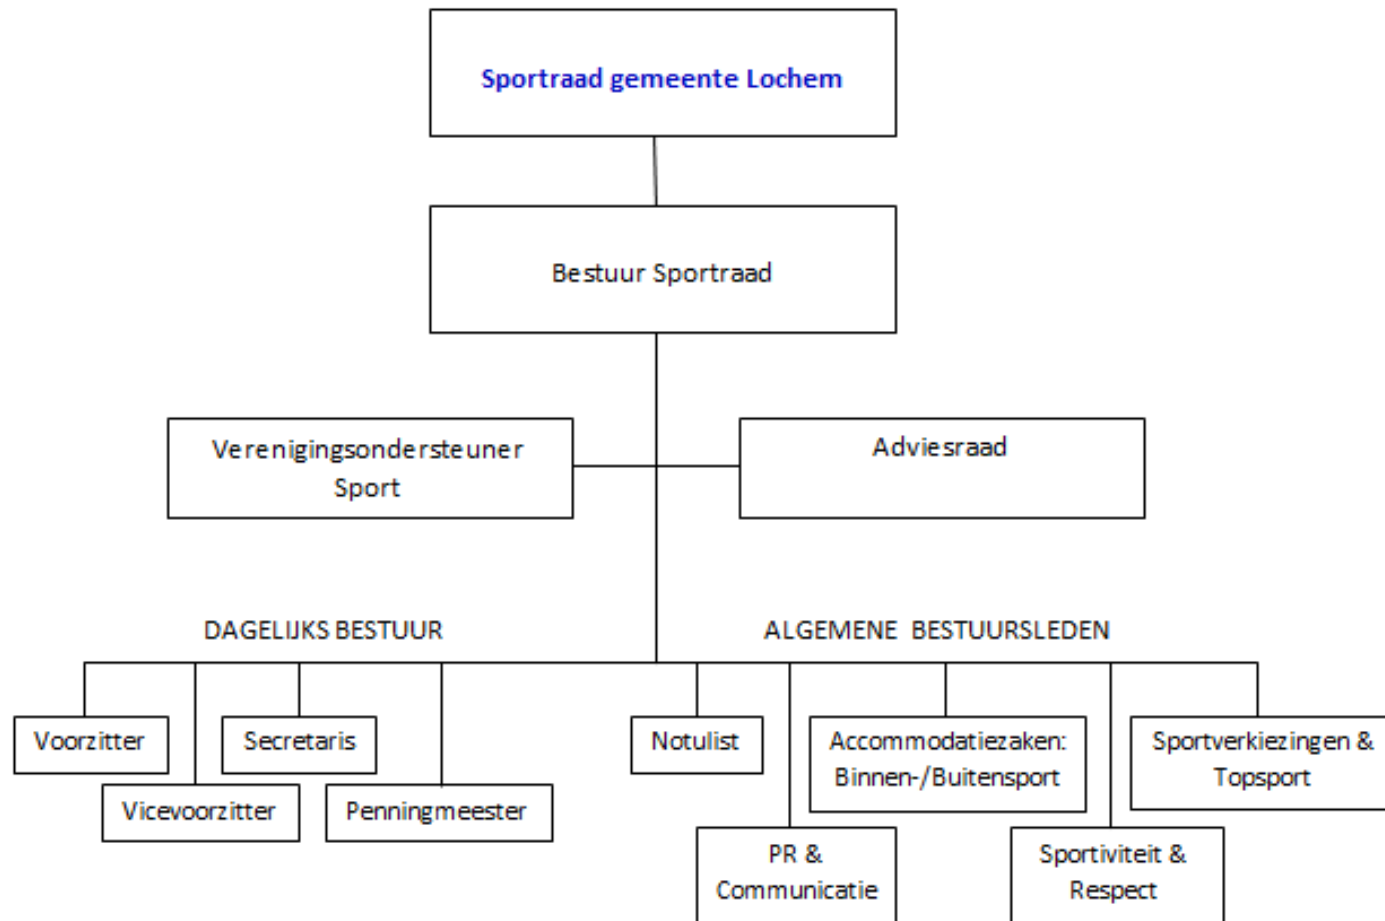 Sportraad gemeente Lochem
Bestuur Sportraad
Verenigingsondersteuner
Sport
Adviesraad
DAGELIJKS BESTUUR
ALGEMENE BESTUURSLEDEN
Voorzitter
Vicevoorzitter
Secretaris
Penningmeester
Notulist
PR &
Communicatie
Accommodatiezaken:
Binnen-/Buitensport
Sportiviteit &
Respect
Sportverkiezingen &
Topsport